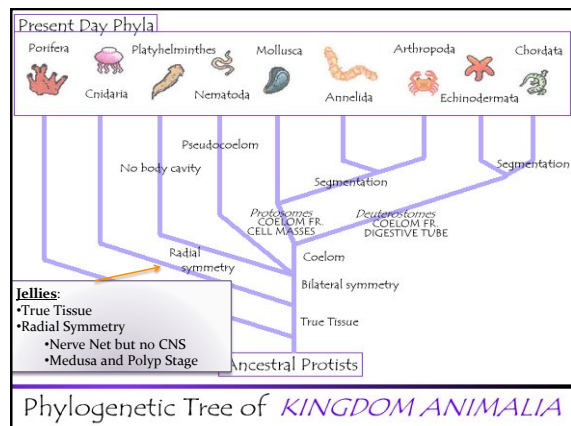 Present Day Phyla
Porifera
Cnidaria
Platyhelminthes
Nematoda
Mollusca
Annelida
Arthropoda
Echinodermata
Chordata
Pseudocoelom
No body cavity
Segmentation
Segmentation
Protosomes
COELOM FR.
CELL MASSES
Deuterostomes
COELOM FR.
DIGESTIVE TUBE
Radial
symmetry
Coelom
Bilateral symmetry
True Tissue
Jellies:
•True Tissue
•Radial Symmetry
•Nerve Net but no CNS
•Medusa and Polyp Stage
Ancestral Protists
Phylogenetic Tree of KINGDOM ANIMALIA